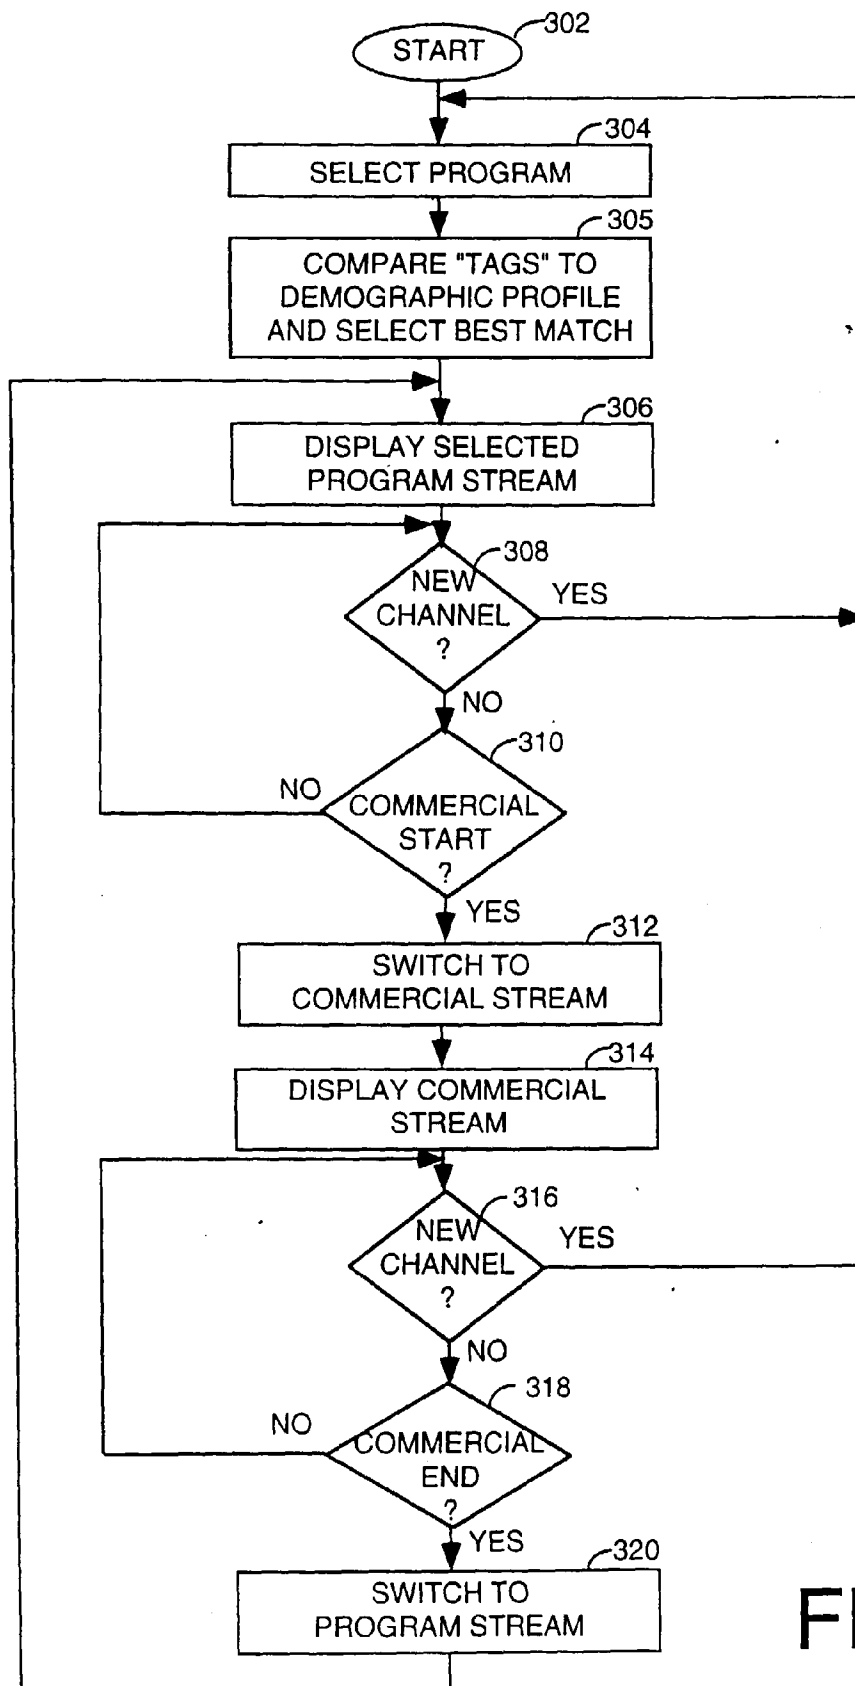 302
START
304
SELECT PROGRAM
305
COMPARE "TAGS" TO
DEMOGRAPHIC PROFILE
AND SELECT BEST MATCH
306
DISPLAY SELECTED
PROGRAM STREAM
308
NEW
CHANNEL
?
YES
NO
310
COMMERCIAL
START
?
NO
YES
312
SWITCH TO
COMMERCIAL STREAM
314
DISPLAY COMMERCIAL
STREAM
316
NEW
CHANNEL
?
YES
NO
318
COMMERCIAL
END
?
NO
YES
320
SWITCH TO
PROGRAM STREAM